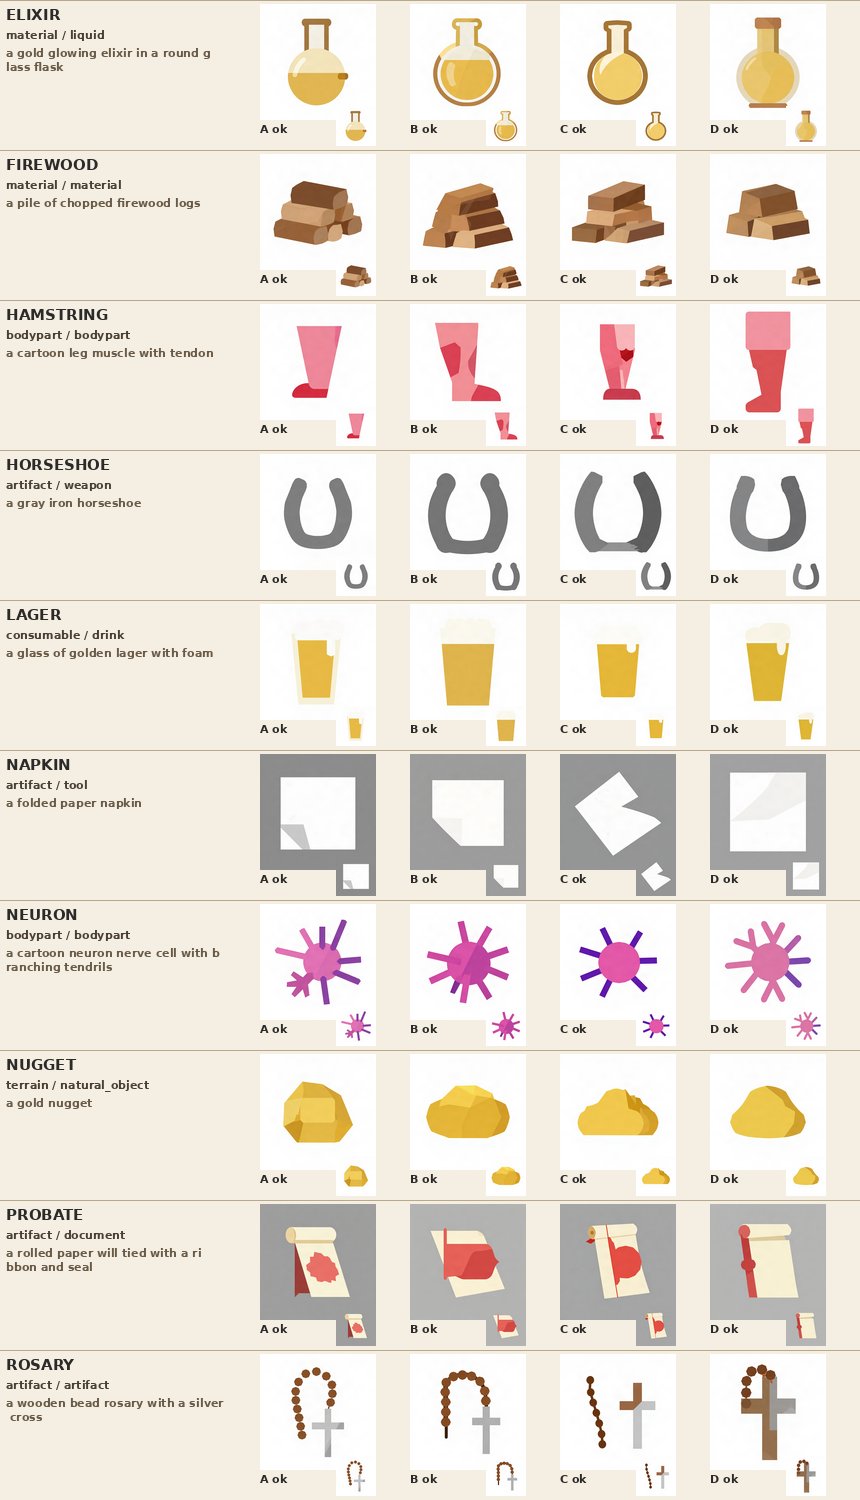 ELIXIR
material / liquid
a gold glowing elixir in a round g
lass flask
A ok
B ok
C ok
D ok
FIREWOOD
material / material
a pile of chopped firewood logs
A ok
B ok
C ok
D ok
HAMSTRING
bodypart / bodypart
a cartoon leg muscle with tendon
A ok
B ok
C ok
D ok
HORSESHOE
artifact / weapon
a gray iron horseshoe
A ok
B ok
C ok
D ok
LAGER
consumable / drink
a glass of golden lager with foam
A ok
B ok
C ok
D ok
NAPKIN
artifact / tool
a folded paper napkin
A ok
B ok
C ok
D ok
NEURON
bodypart / bodypart
a cartoon neuron nerve cell with b
ranching tendrils
A ok
B ok
C ok
D ok
NUGGET
terrain / natural_object
a gold nugget
A ok
B ok
C ok
D ok
PROBATE
artifact / document
a rolled paper will tied with a ri
bbon and seal
A ok
B ok
C ok
D ok
ROSARY
artifact / artifact
a wooden bead rosary with a silver
cross
A ok
B ok
C ok
D ok